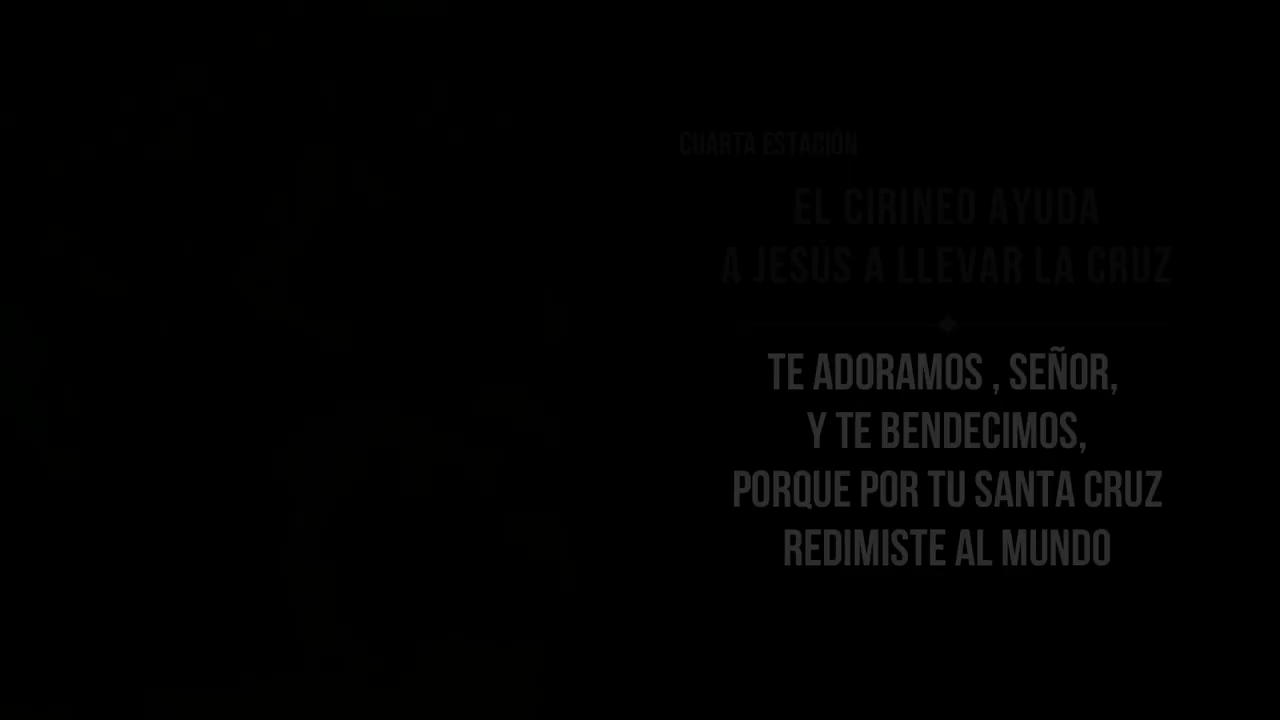 CUARTA ESTACIÓN
EL CIRINEO AYUDA
A JESÚS A LLEVAR LA CRUZ
TE ADORAMOS , SEÑOR,
Y TE BENDECIMOS,
PORQUE POR TU SANTA CRUZ
REDIMISTE AL MUNDO